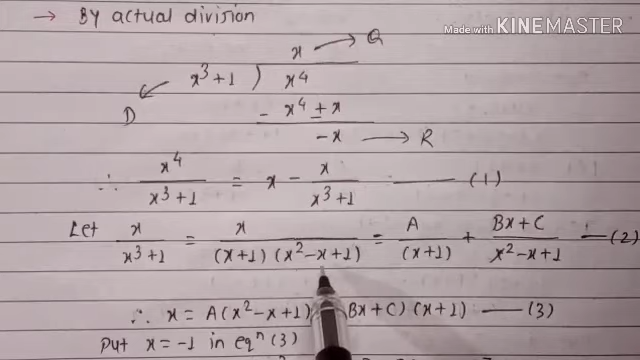 → By actual division
Made with KINEMASTER
x → Q
x³+1 ) x⁴
D
- x⁴ + x
-
-x → R
∴ x⁴/(x³+1) = x - x/(x³+1) — (1)
Let x/(x³+1) = x/((x+1)(x²-x+1)) = A/(x+1) + (Bx+C)/(x²-x+1) — (2)
∴ x = A(x²-x+1) Bx+C) (x+1) — (3)
Put x = -1 in eqⁿ (3)